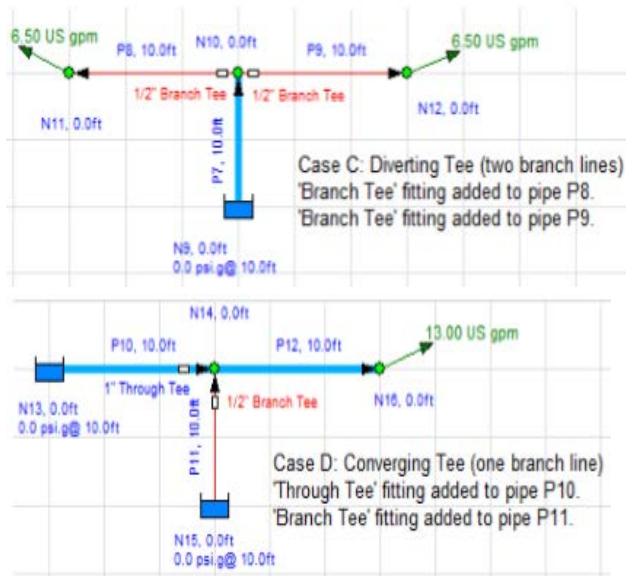 6.50 US gpm
P8, 10.0ft
N10, 0.0ft
P9, 10.0ft
6.50 US gpm
1/2" Branch Tee
1/2" Branch Tee
N11, 0.0ft
N12, 0.0ft
P7, 10.0ft
Case C: Diverting Tee (two branch lines)
'Branch Tee' fitting added to pipe P8.
'Branch Tee' fitting added to pipe P9.
N9, 0.0ft
0.0 psi.g@ 10.0ft
N14, 0.0ft
P10, 10.0ft
P12, 10.0ft
13.00 US gpm
1" Through Tee
1/2" Branch Tee
N13, 0.0ft
0.0 psi.g@ 10.0ft
N16, 0.0ft
P11, 10.0ft
Case D: Converging Tee (one branch line)
'Through Tee' fitting added to pipe P10.
'Branch Tee' fitting added to pipe P11.
N15, 0.0ft
0.0 psi.g@ 10.0ft